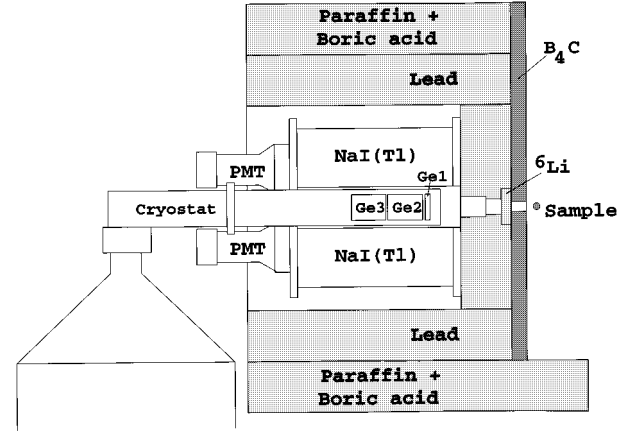 Paraffin +
Boric acid
B4C
Lead
NaI(Tl)
6Li
PMT
Ge1
Cryostat
Ge3
Ge2
Sample
PMT
NaI(Tl)
Lead
Paraffin +
Boric acid